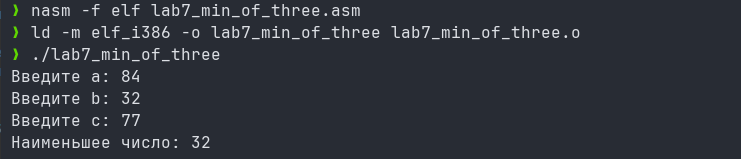 ❯ nasm -f elf lab7_min_of_three.asm
❯ ld -m elf_i386 -o lab7_min_of_three lab7_min_of_three.o
❯ ./lab7_min_of_three
Введите a: 84
Введите b: 32
Введите c: 77
Наименьшее число: 32